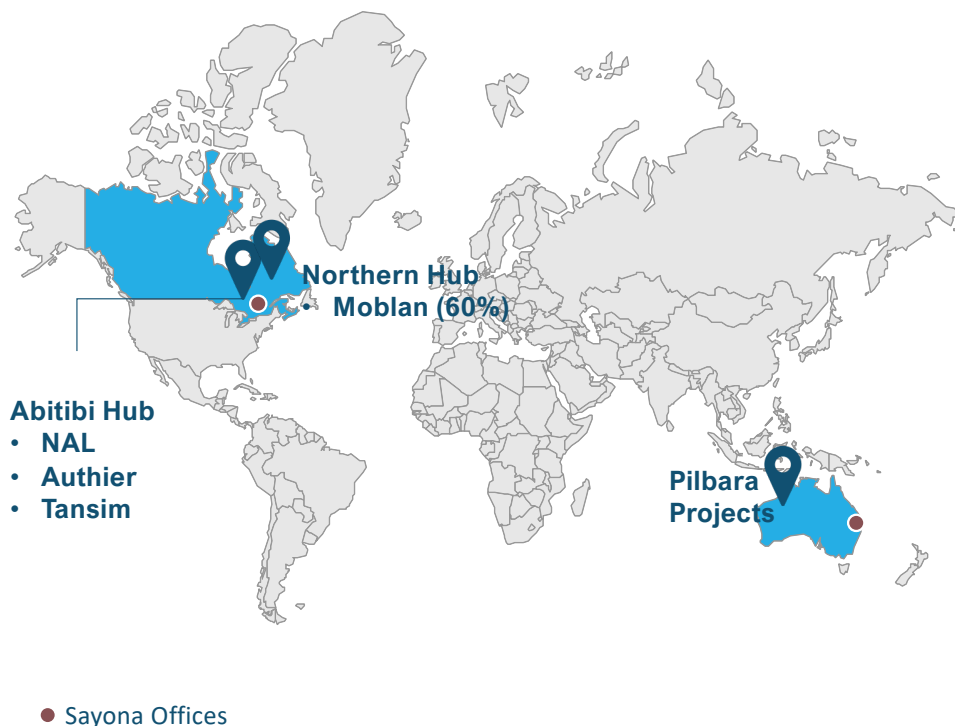 Northern Hub
• Moblan (60%)
Abitibi Hub
• NAL
• Authier
• Tansim
Pilbara
Projects
Sayona Offices